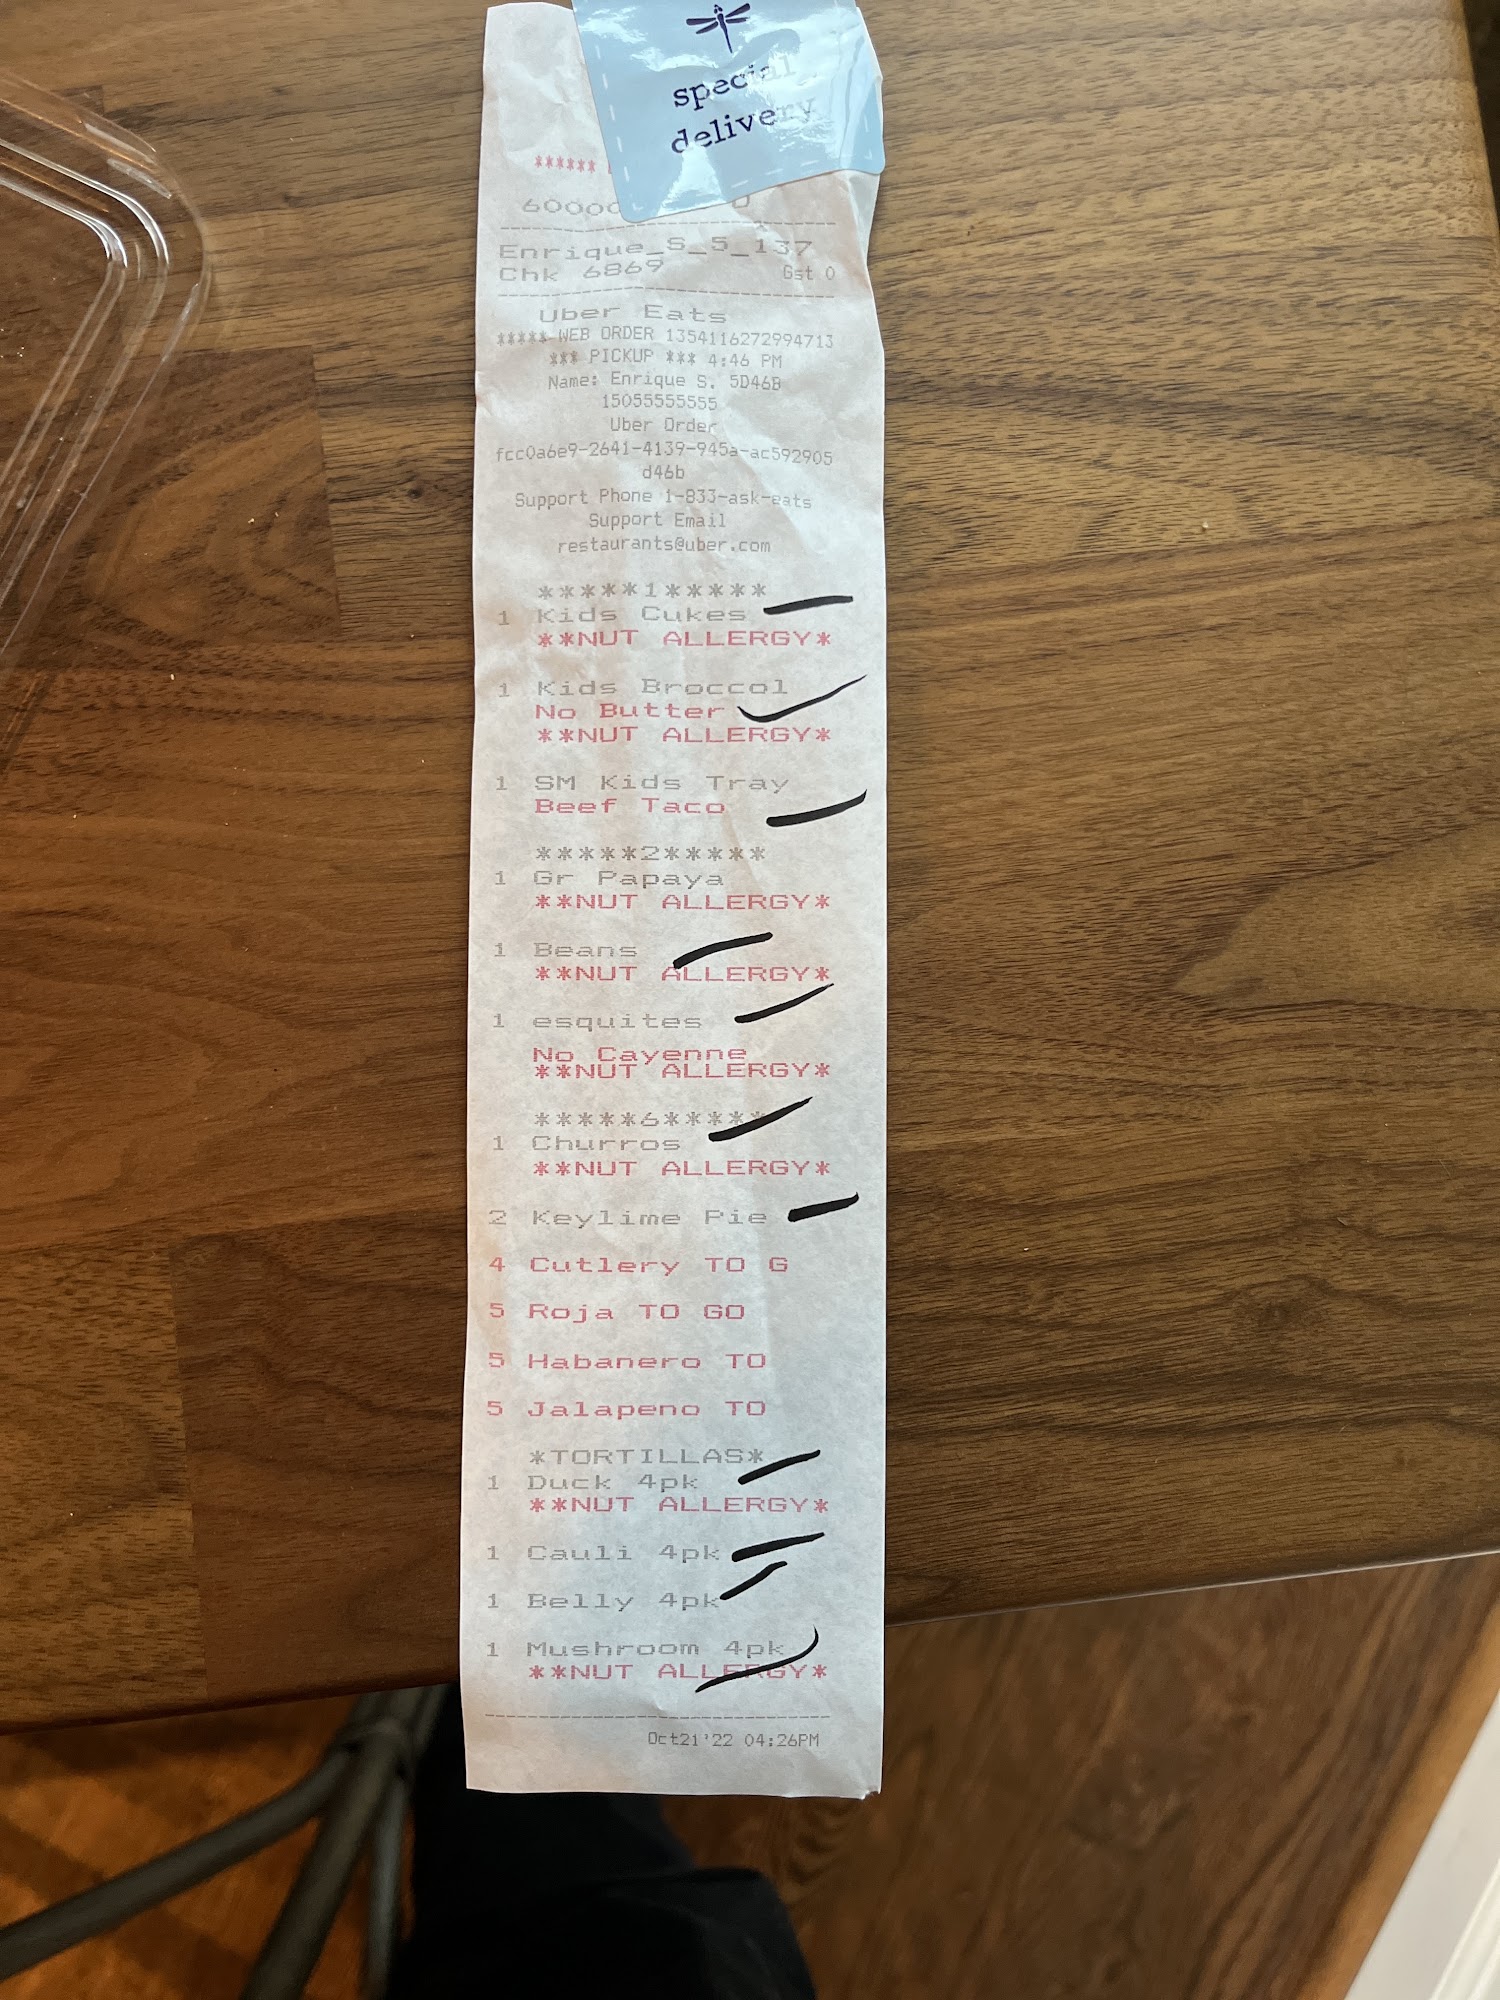 special
delivery
******
60000
Enrique_S_5_137
Chk 6869 Gst 0
Uber Eats
***** WEB ORDER 1354116272994713
*** PICKUP *** 4:46 PM
Name: Enrique S. 5D46B
15055555555
Uber Order
fcc0a6e9-2641-4139-945a-ac592905
d46b
Support Phone 1-833-ask-eats
Support Email
restaurants@uber.com
*****1*****
1 Kids Cukes
**NUT ALLERGY*
1 Kids Broccol
No Butter
**NUT ALLERGY*
1 SM Kids Tray
Beef Taco
*****2*****
1 Gr Papaya
**NUT ALLERGY*
1 Beans
**NUT ALLERGY*
1 esquites
No Cayenne
**NUT ALLERGY*
*****6*****
1 Churros
**NUT ALLERGY*
2 Keylime Pie
4 Cutlery TO G
5 Roja TO GO
5 Habanero TO
5 Jalapeno TO
*TORTILLAS*
1 Duck 4pk
**NUT ALLERGY*
1 Cauli 4pk
1 Belly 4pk
1 Mushroom 4pk
**NUT ALLERGY*
Oct21'22 04:26PM